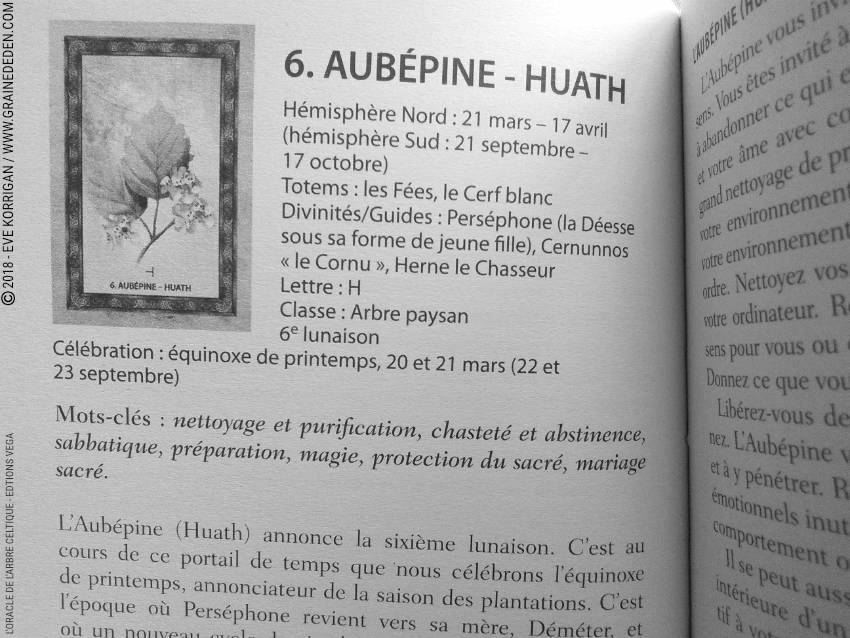 © 2018 - EVE KORRIGAN / WWW.GRAINEDEDEN.COM
L'ORACLE DE L'ARBRE CELTIQUE - EDITIONS VEGA
6. AUBÉPINE - HUATH
6. AUBÉPINE - HUATH
Hémisphère Nord : 21 mars – 17 avril
(hémisphère Sud : 21 septembre –
17 octobre)
Totems : les Fées, le Cerf blanc
Divinités/Guides : Perséphone (la Déesse
sous sa forme de jeune fille), Cernunnos
« le Cornu », Herne le Chasseur
Lettre : H
Classe : Arbre paysan
6e lunaison
Célébration : équinoxe de printemps, 20 et 21 mars (22 et
23 septembre)
Mots-clés : nettoyage et purification, chasteté et abstinence,
sabbatique, préparation, magie, protection du sacré, mariage
sacré.
L'Aubépine (Huath) annonce la sixième lunaison. C'est au
cours de ce portail de temps que nous célébrons l'équinoxe
de printemps, annonciateur de la saison des plantations. C'est
l'époque où Perséphone revient vers sa mère, Déméter, et
où un nouveau
L'AUBÉPINE
L'Aubépine vous
sens. Vous êtes invité à
à abandonner ce qui
et votre âme avec
grand nettoyage de
votre environnement
votre environnement
ordre. Nettoyez vos
votre ordinateur.
sens pour vous ou
Donnez ce que
Libérez-vous de
nez. L'Aubépine
et à y pénétrer.
émotionnels
comportement
Il se peut
intérieure d'un
tif à